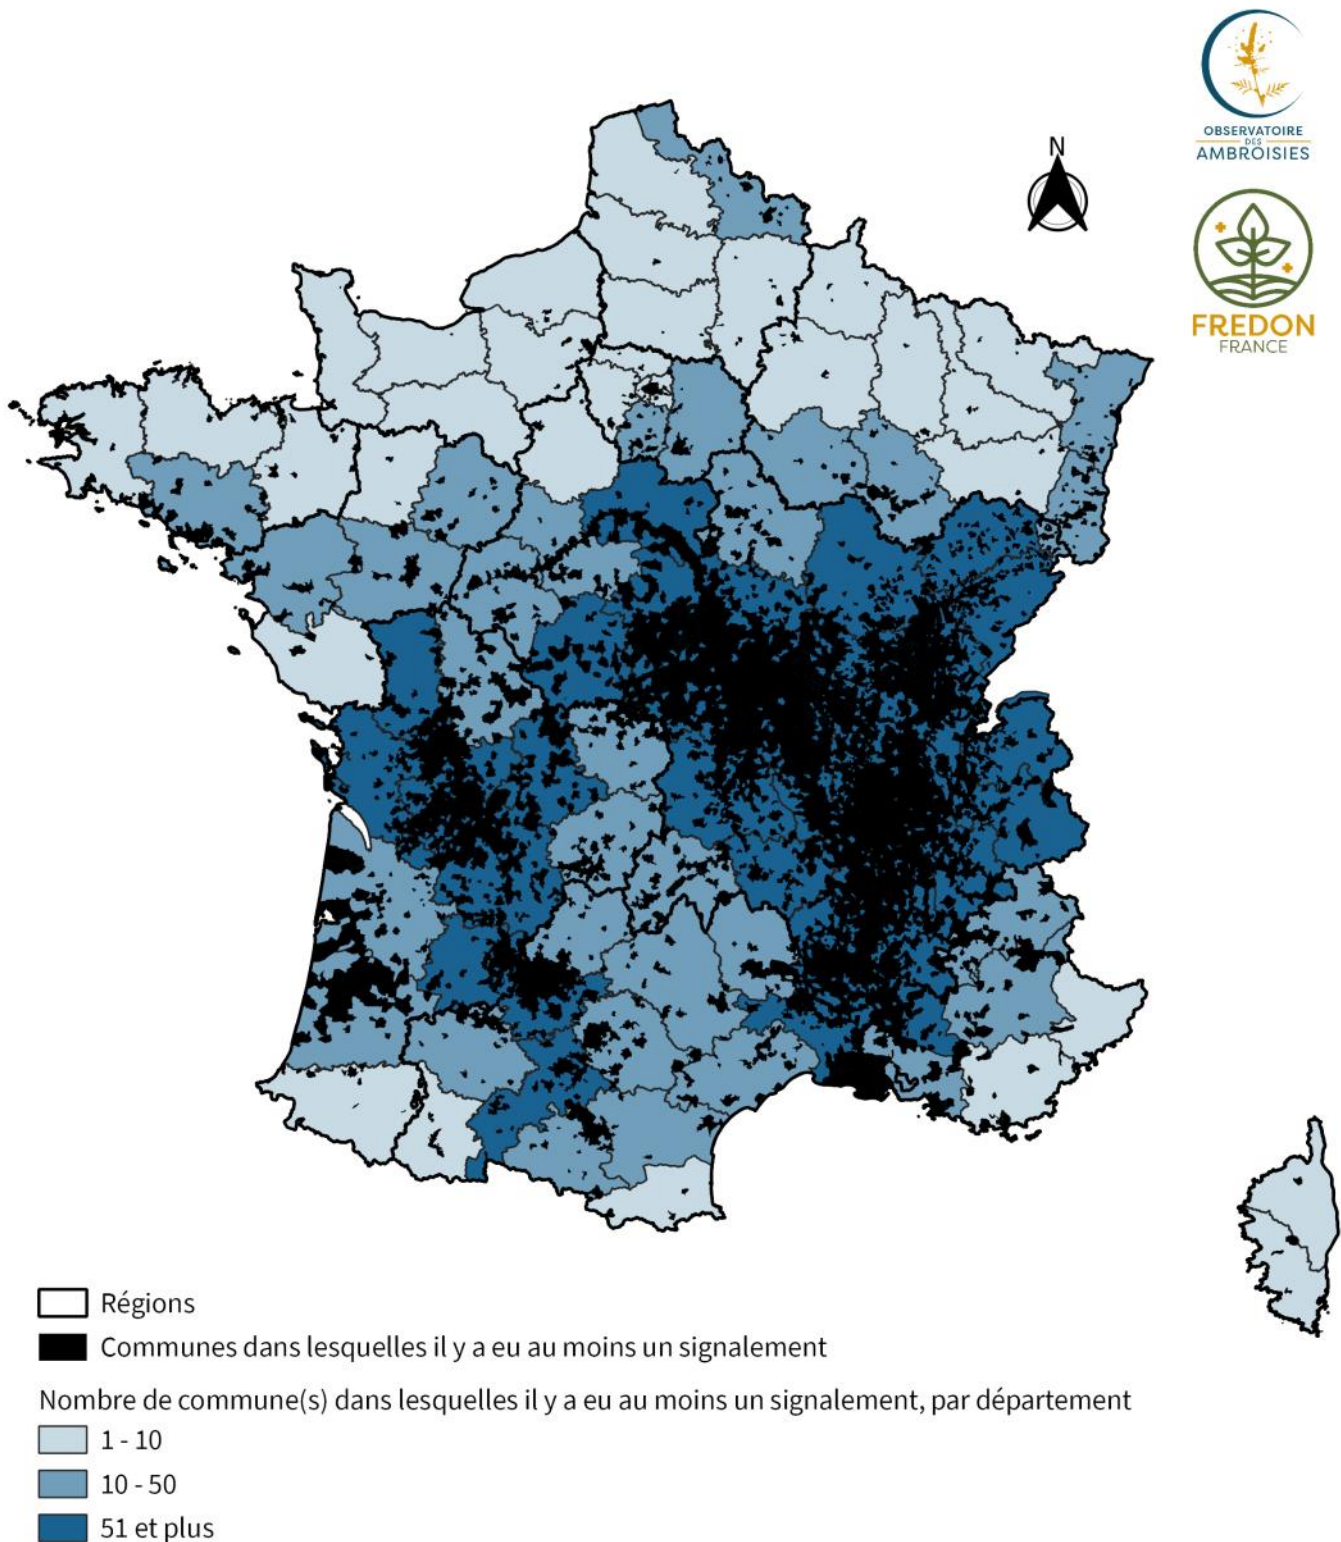 OBSERVATOIRE
DES
AMBROISIES
N
FREDON
FRANCE
Régions
Communes dans lesquelles il y a eu au moins un signalement
Nombre de commune(s) dans lesquelles il y a eu au moins un signalement, par département
1 - 10
10 - 50
51 et plus